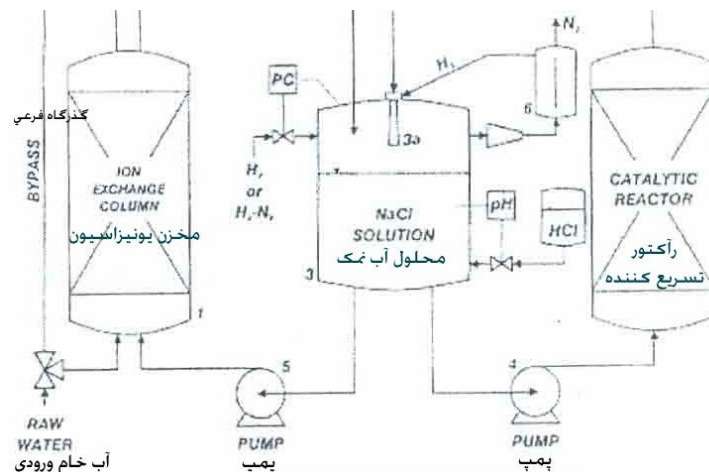 N₂
H₂
PC
6
گذرگاه فرعي
3a
BYPASS
ION
EXCHANGE
COLUMN
مخزن یونیزاسیون
H₂
or
H₂-N₂
NaCl
SOLUTION
محلول آب نمک
pH
HCl
CATALYTIC
REACTOR
رآکتور
تسریع کننده
3
1
5
4
RAW
WATER
آب خام ورودی
PUMP
پمپ
PUMP
پمپ